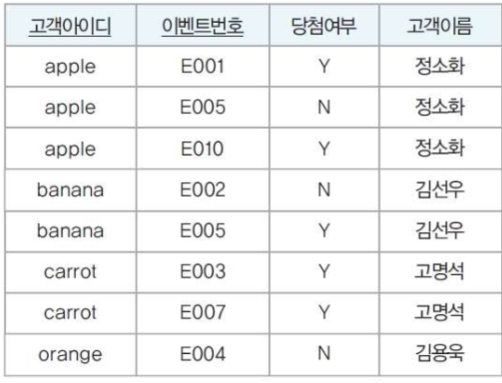 고객아이디 이벤트번호 당첨여부 고객이름
apple E001 Y 정소화
apple E005 N 정소화
apple E010 Y 정소화
banana E002 N 김선우
banana E005 Y 김선우
carrot E003 Y 고명석
carrot E007 Y 고명석
orange E004 N 김용욱